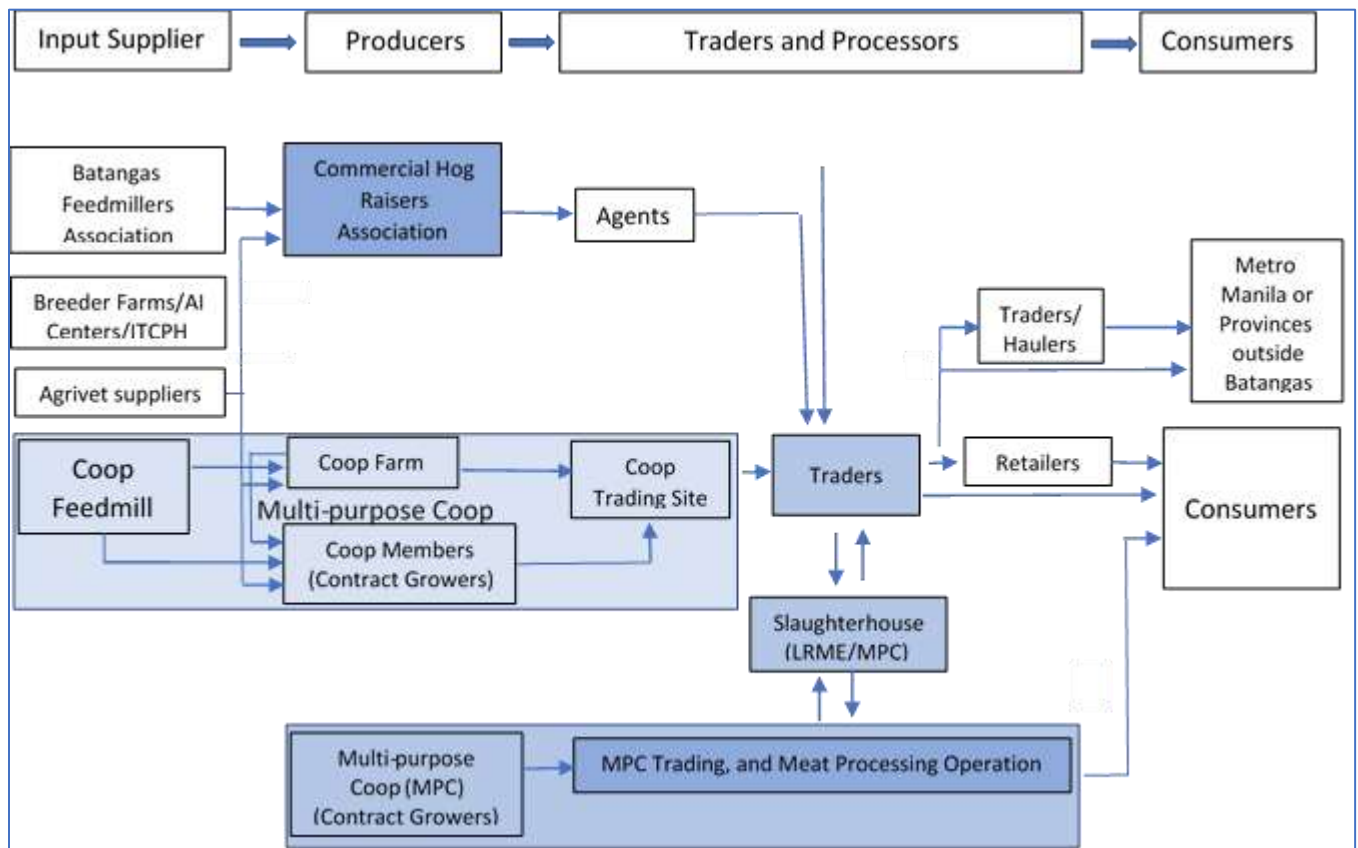 Input Supplier
Producers
Traders and Processors
Consumers
Batangas
Feedmillers
Association
Commercial Hog
Raisers
Association
Agents
Breeder Farms/AI
Centers/ITCPH
Agrivet suppliers
Traders/
Haulers
Metro
Manila or
Provinces
outside
Batangas
Coop
Feedmill
Coop Farm
Multi-purpose Coop
Coop Members
(Contract Growers)
Coop
Trading Site
Traders
Retailers
Consumers
Slaughterhouse
(LRME/MPC)
Multi-purpose
Coop (MPC)
(Contract Growers)
MPC Trading, and Meat Processing Operation